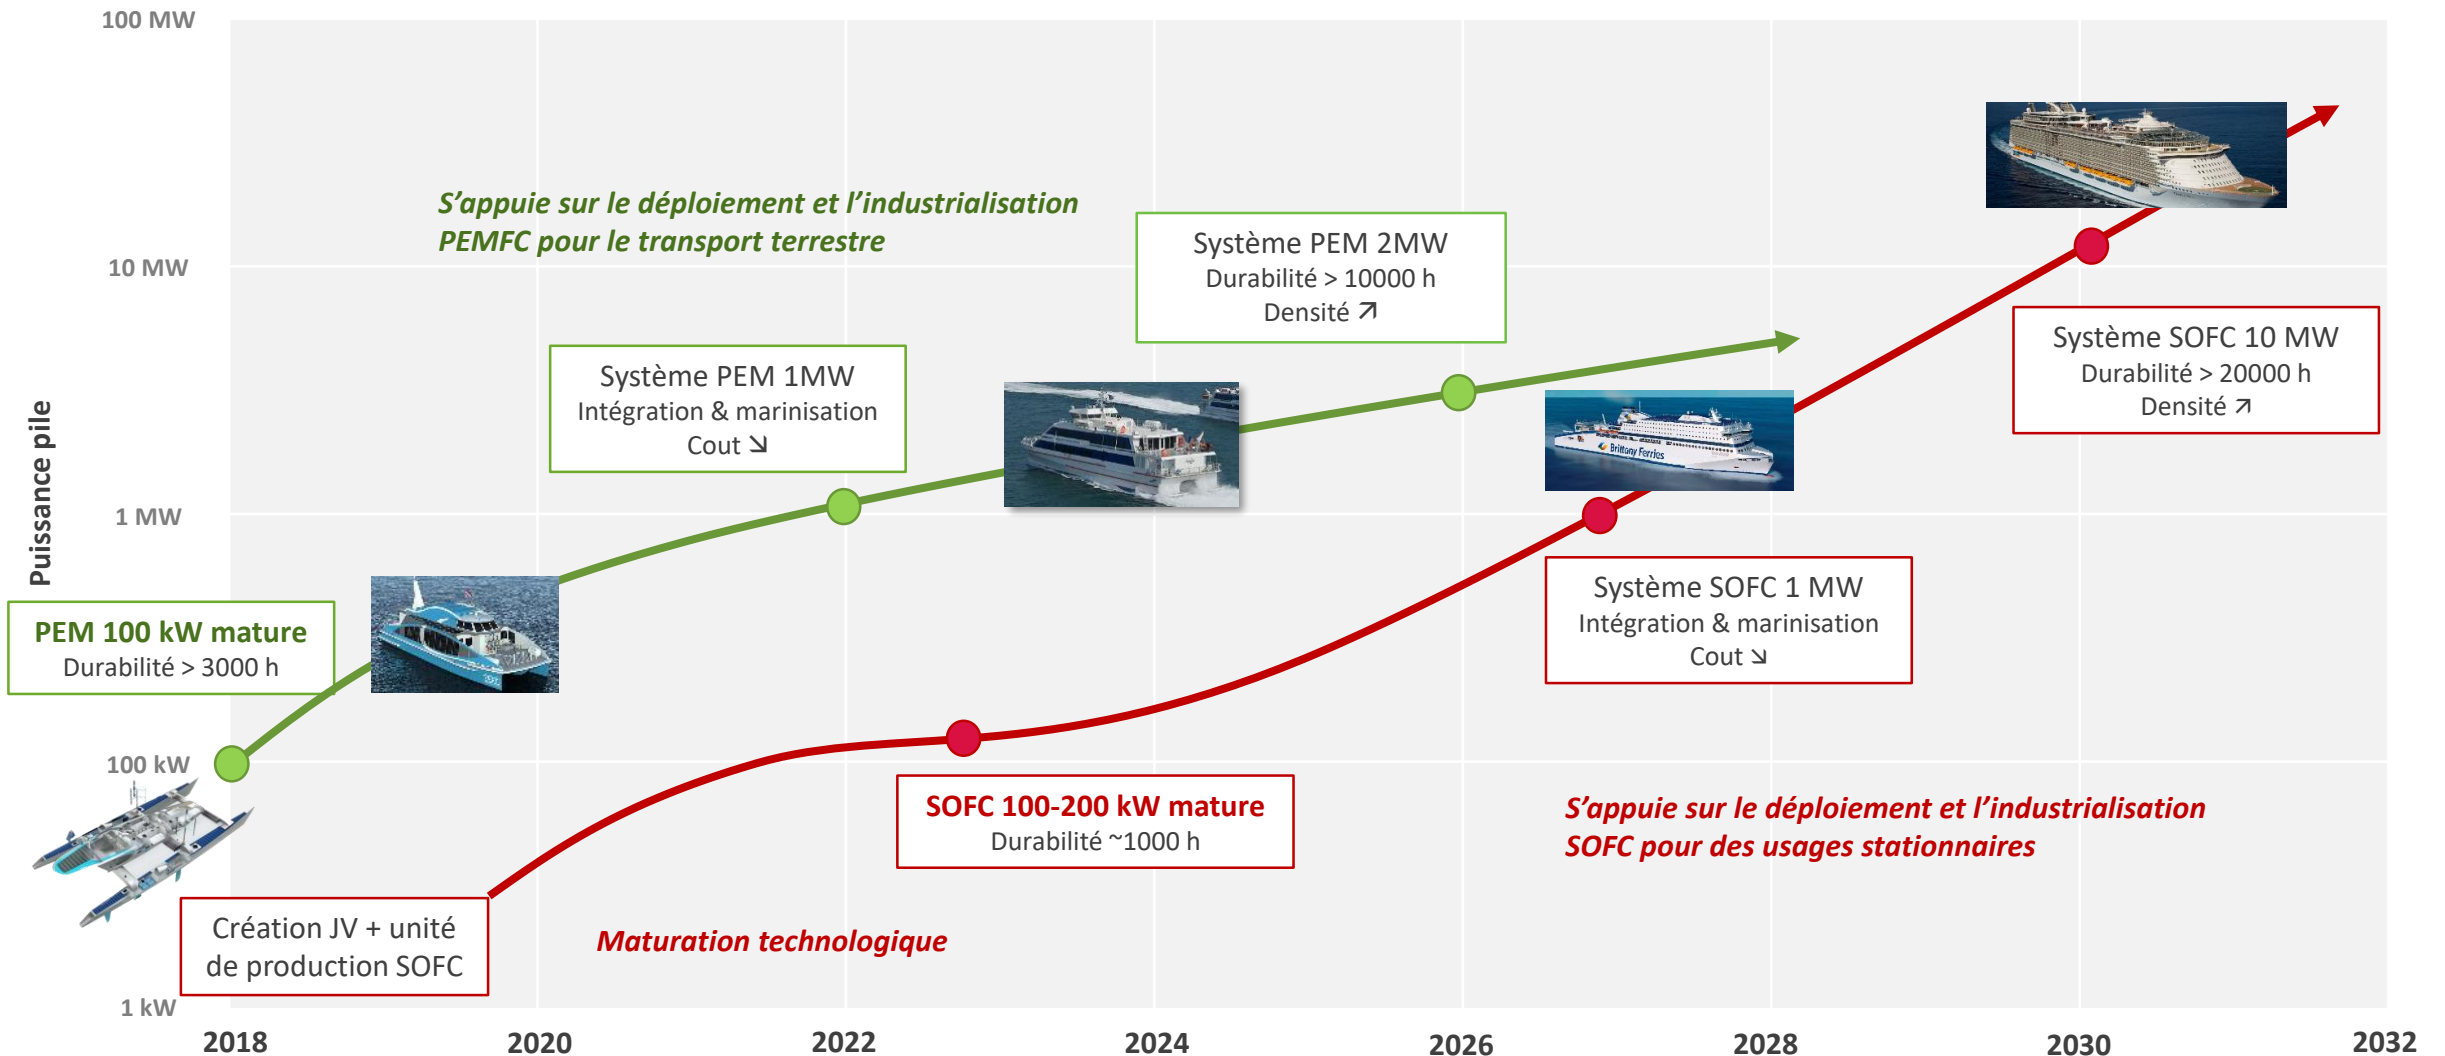 100 MW
S'appuie sur le déploiement et l'industrialisation
PEMFC pour le transport terrestre
Système PEM 2MW
Durabilité > 10000 h
Densité ↗
10 MW
Système PEM 1MW
Intégration & marinisation
Cout ↘
Système SOFC 10 MW
Durabilité > 20000 h
Densité ↗
Puissance pile
Brittany Ferries
1 MW
Système SOFC 1 MW
Intégration & marinisation
Cout ↘
PEM 100 kW mature
Durabilité > 3000 h
100 kW
SOFC 100-200 kW mature
Durabilité ~1000 h
S'appuie sur le déploiement et l'industrialisation
SOFC pour des usages stationnaires
Création JV + unité
de production SOFC
Maturation technologique
1 kW
2018
2020
2022
2024
2026
2028
2030
2032